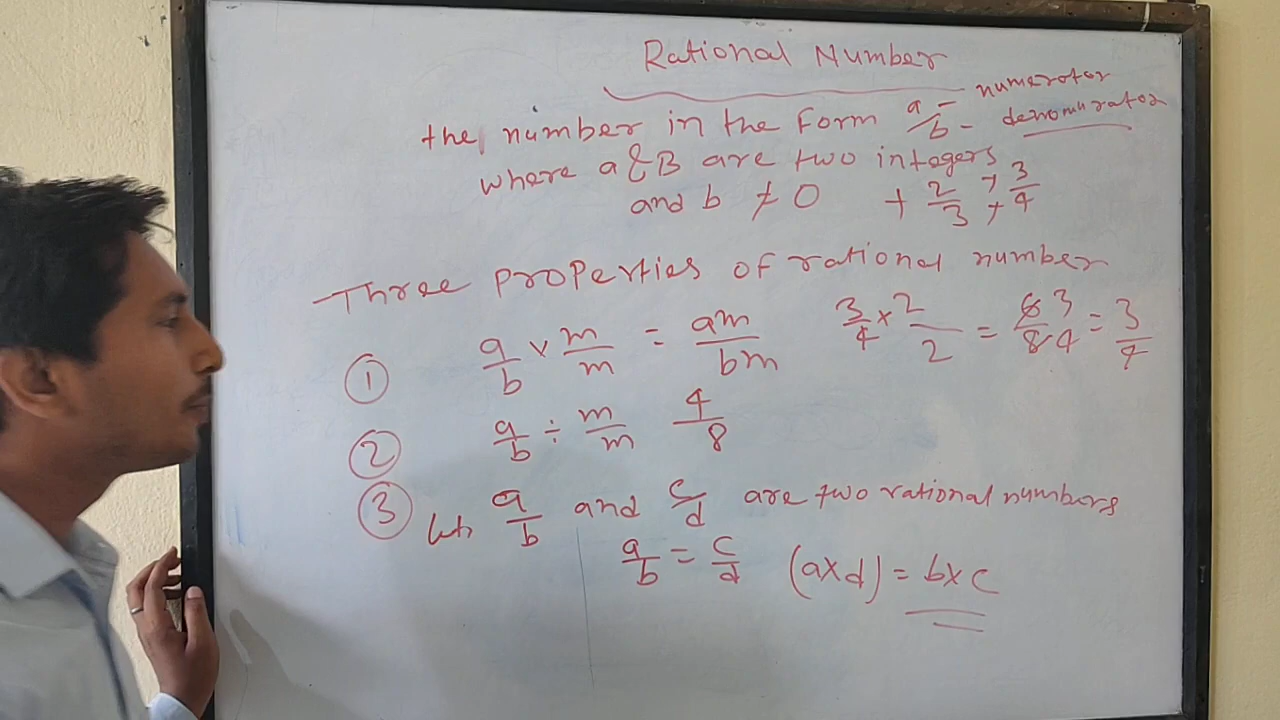 Rational Number
the number in the form a/b - numerator
- denominator
where a & B are two integers
and b ≠ 0 + 2/3 , + 3/4
Three properties of rational number
① a/b × m/m = am/bm 3/4 × 2/2 = 6/8 3/4 = 3/4
② a/b ÷ m/m 4/8
③ a/b and c/d are two rational numbers
a/b = c/d (a×d) = b×c